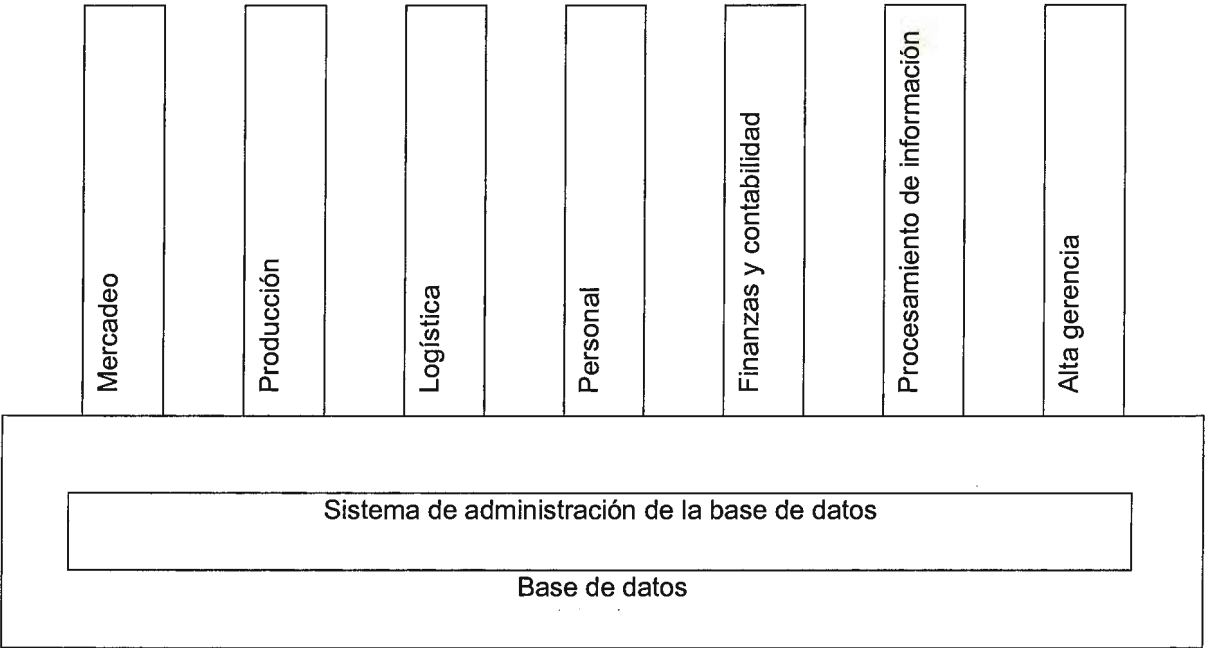 Mercadeo
Producción
Logística
Personal
Finanzas y contabilidad
Procesamiento de información
Alta gerencia
Sistema de administración de la base de datos
Base de datos